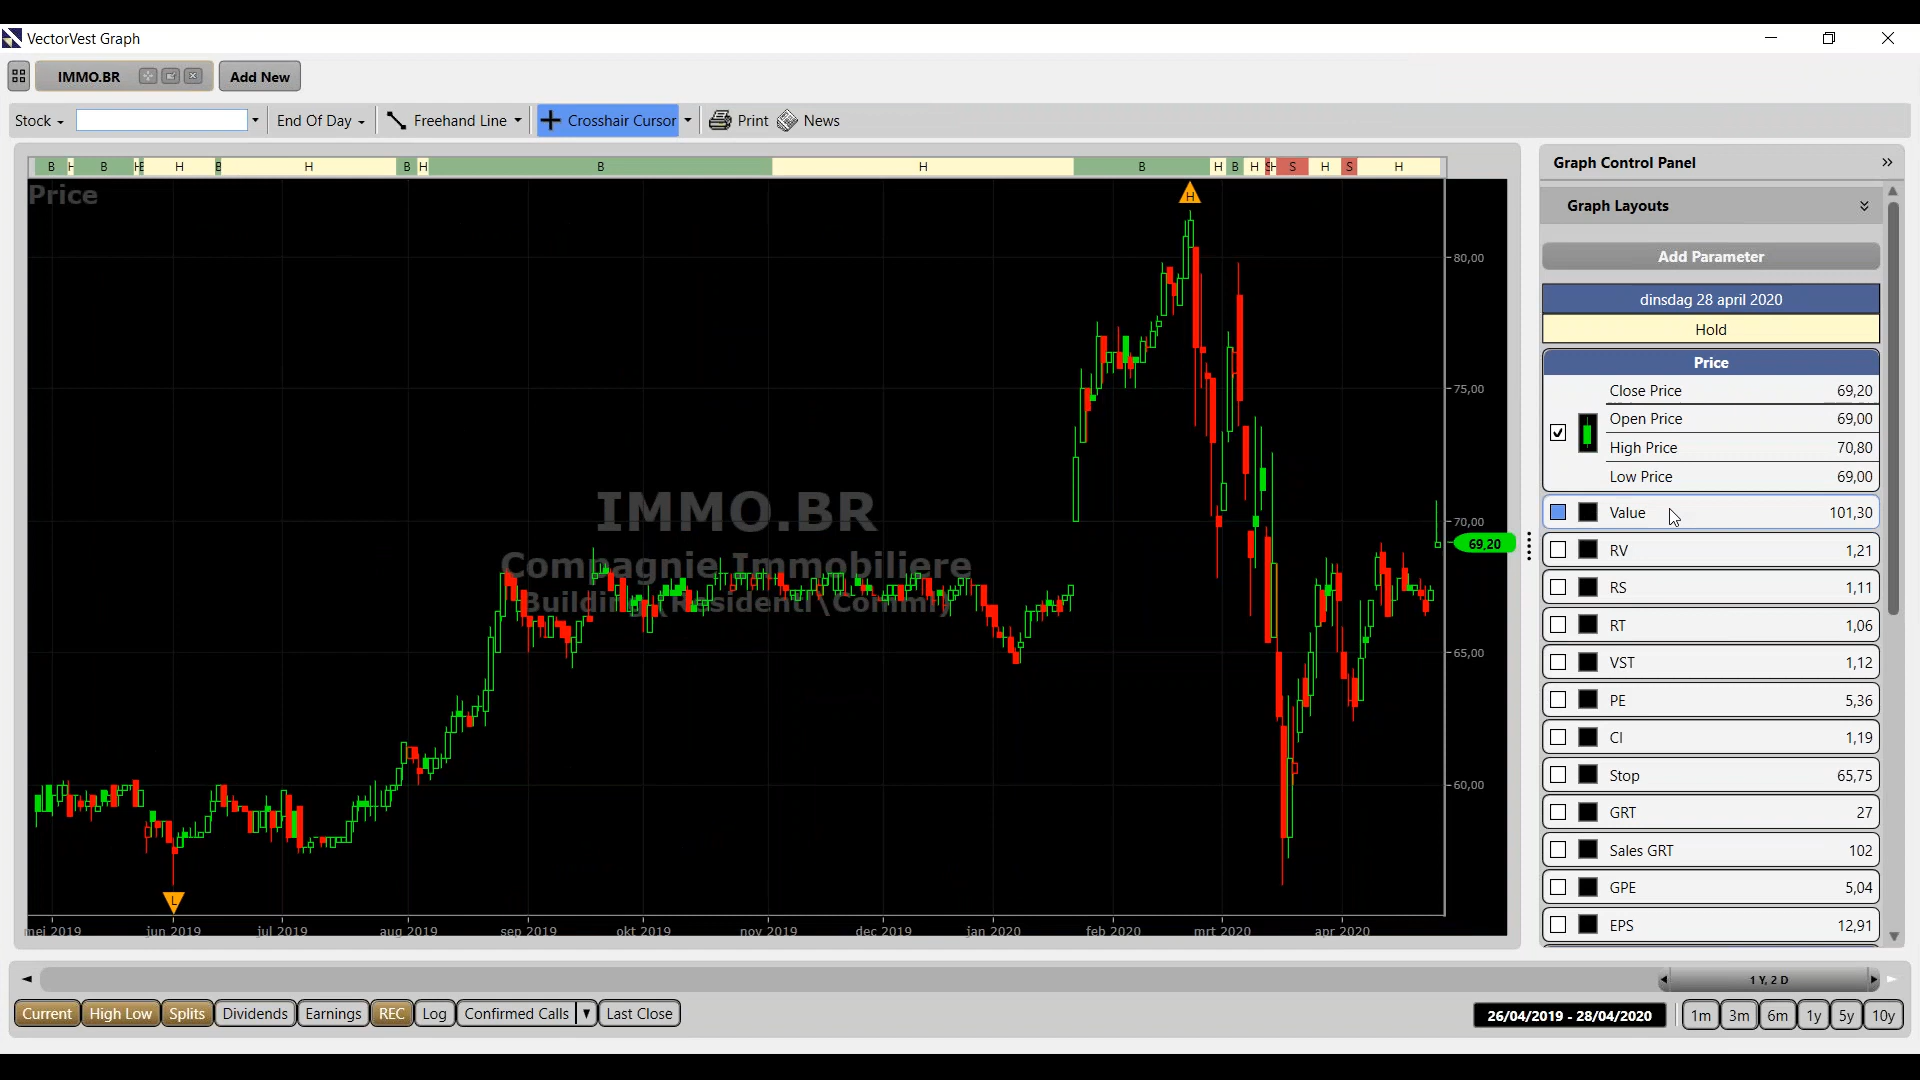 VectorVest Graph
IMMO.BR
Add New
Stock
End Of Day
Freehand Line
Crosshair Cursor
Print
News
B H B H B H B H B H B H B H B H S H S H S H
Price
H
IMMO.BR
Compagnie Immobiliere
Building(Residentl\Comml)
L
80,00
75,00
70,00
69,20
65,00
60,00
mei 2019 jun 2019 jul 2019 aug 2019 sep 2019 okt 2019 nov 2019 dec 2019 jan 2020 feb 2020 mrt 2020 apr 2020
Graph Control Panel
Graph Layouts
Add Parameter
dinsdag 28 april 2020
Hold
Price
Close Price 69,20
Open Price 69,00
High Price 70,80
Low Price 69,00
Value 101,30
RV 1,21
RS 1,11
RT 1,06
VST 1,12
PE 5,36
CI 1,19
Stop 65,75
GRT 27
Sales GRT 102
GPE 5,04
EPS 12,91
1 Y, 2 D
Current High Low Splits Dividends Earnings REC Log Confirmed Calls Last Close
26/04/2019 - 28/04/2020
1m 3m 6m 1y 5y 10y